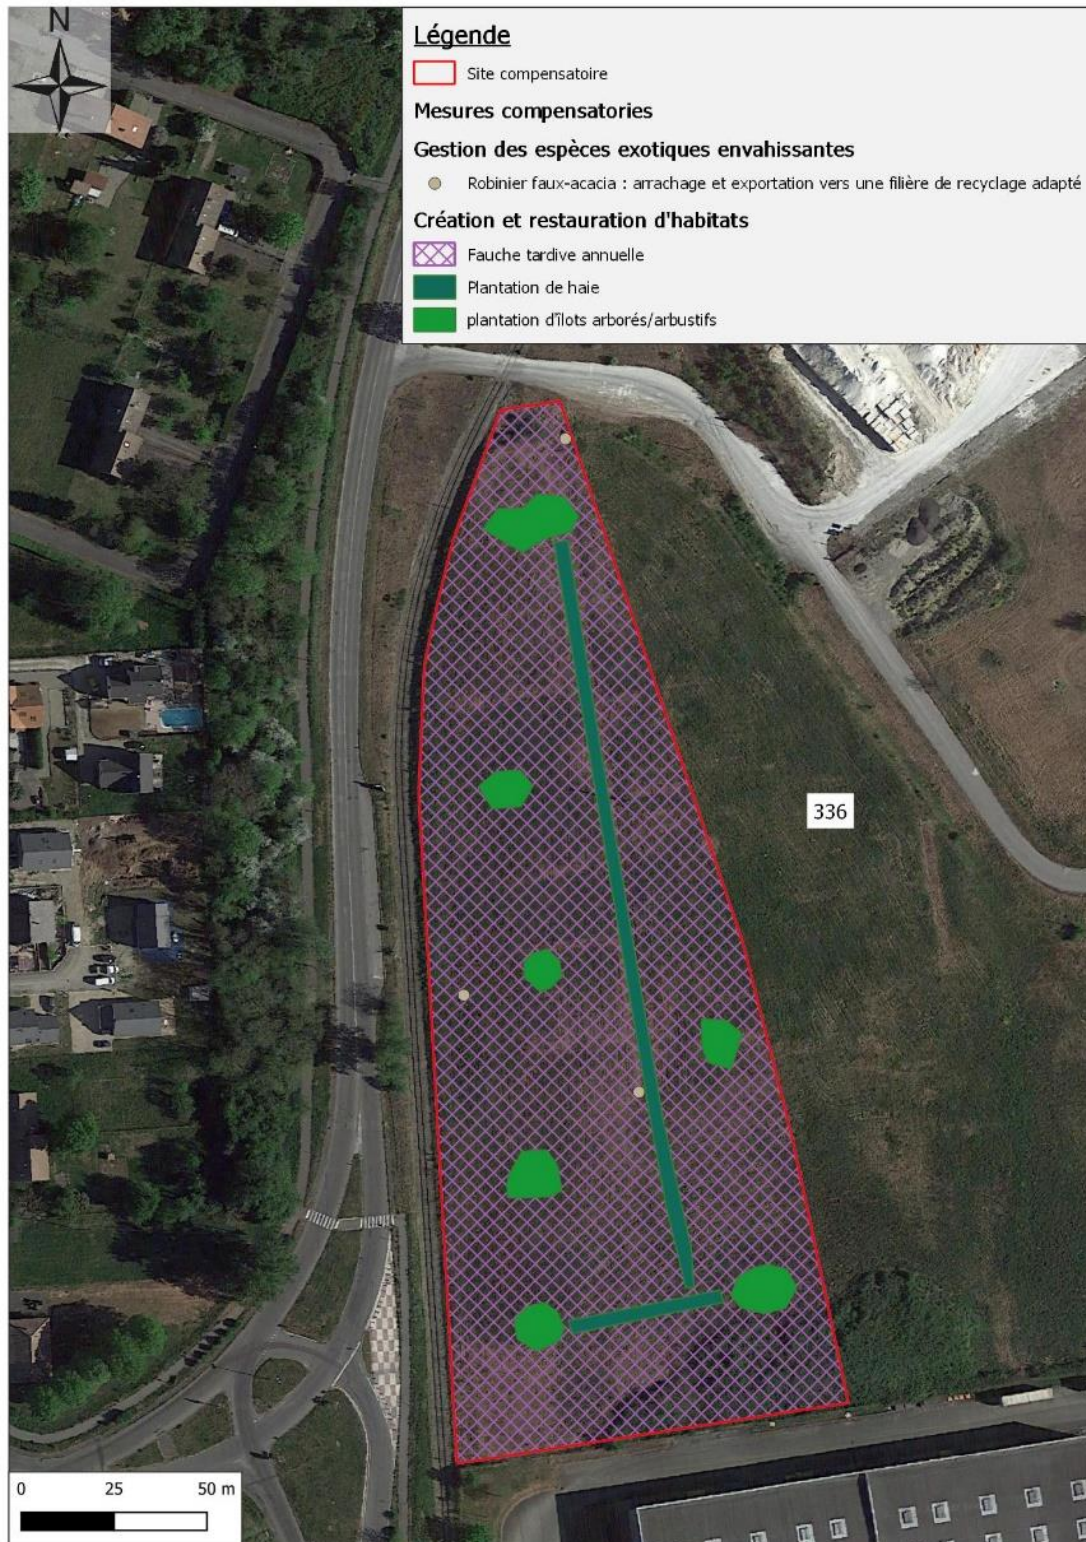 N
Légende
Site compensatoire
Mesures compensatories
Gestion des espèces exotiques envahissantes
Robinier faux-acacia : arrachage et exportation vers une filière de recyclage adapté
Création et restauration d'habitats
Fauche tardive annuelle
Plantation de haie
plantation d'îlots arborés/arbustifs
336
0 25 50 m